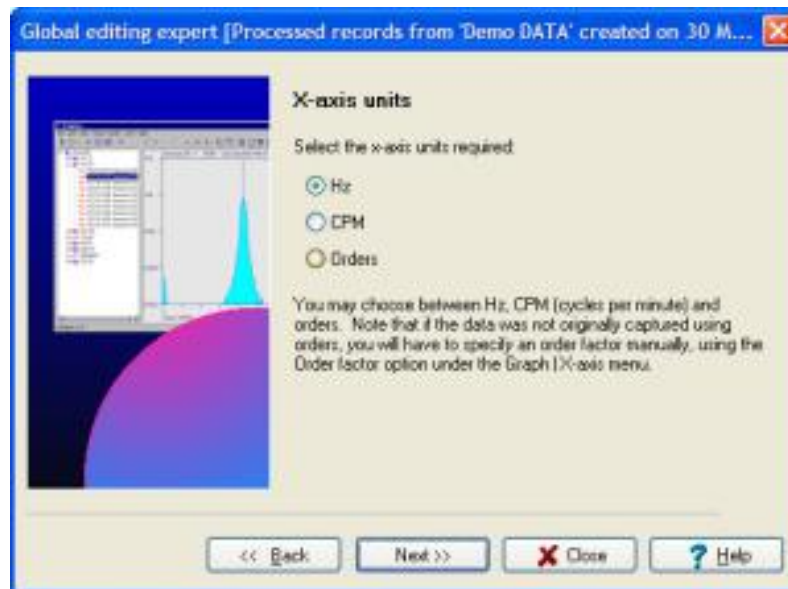 Global editing expert [Processed records from 'Demo DATA' created on 30 M...
X-axis units
Select the x-axis units required:
Hz
CPM
Orders
You may choose between Hz, CPM (cycles per minute) and
orders. Note that if the data was not originally captured using
orders, you will have to specify an order factor manually, using the
Order factor option under the Graph | X-axis menu.
<< Back
Next >>
Close
? Help